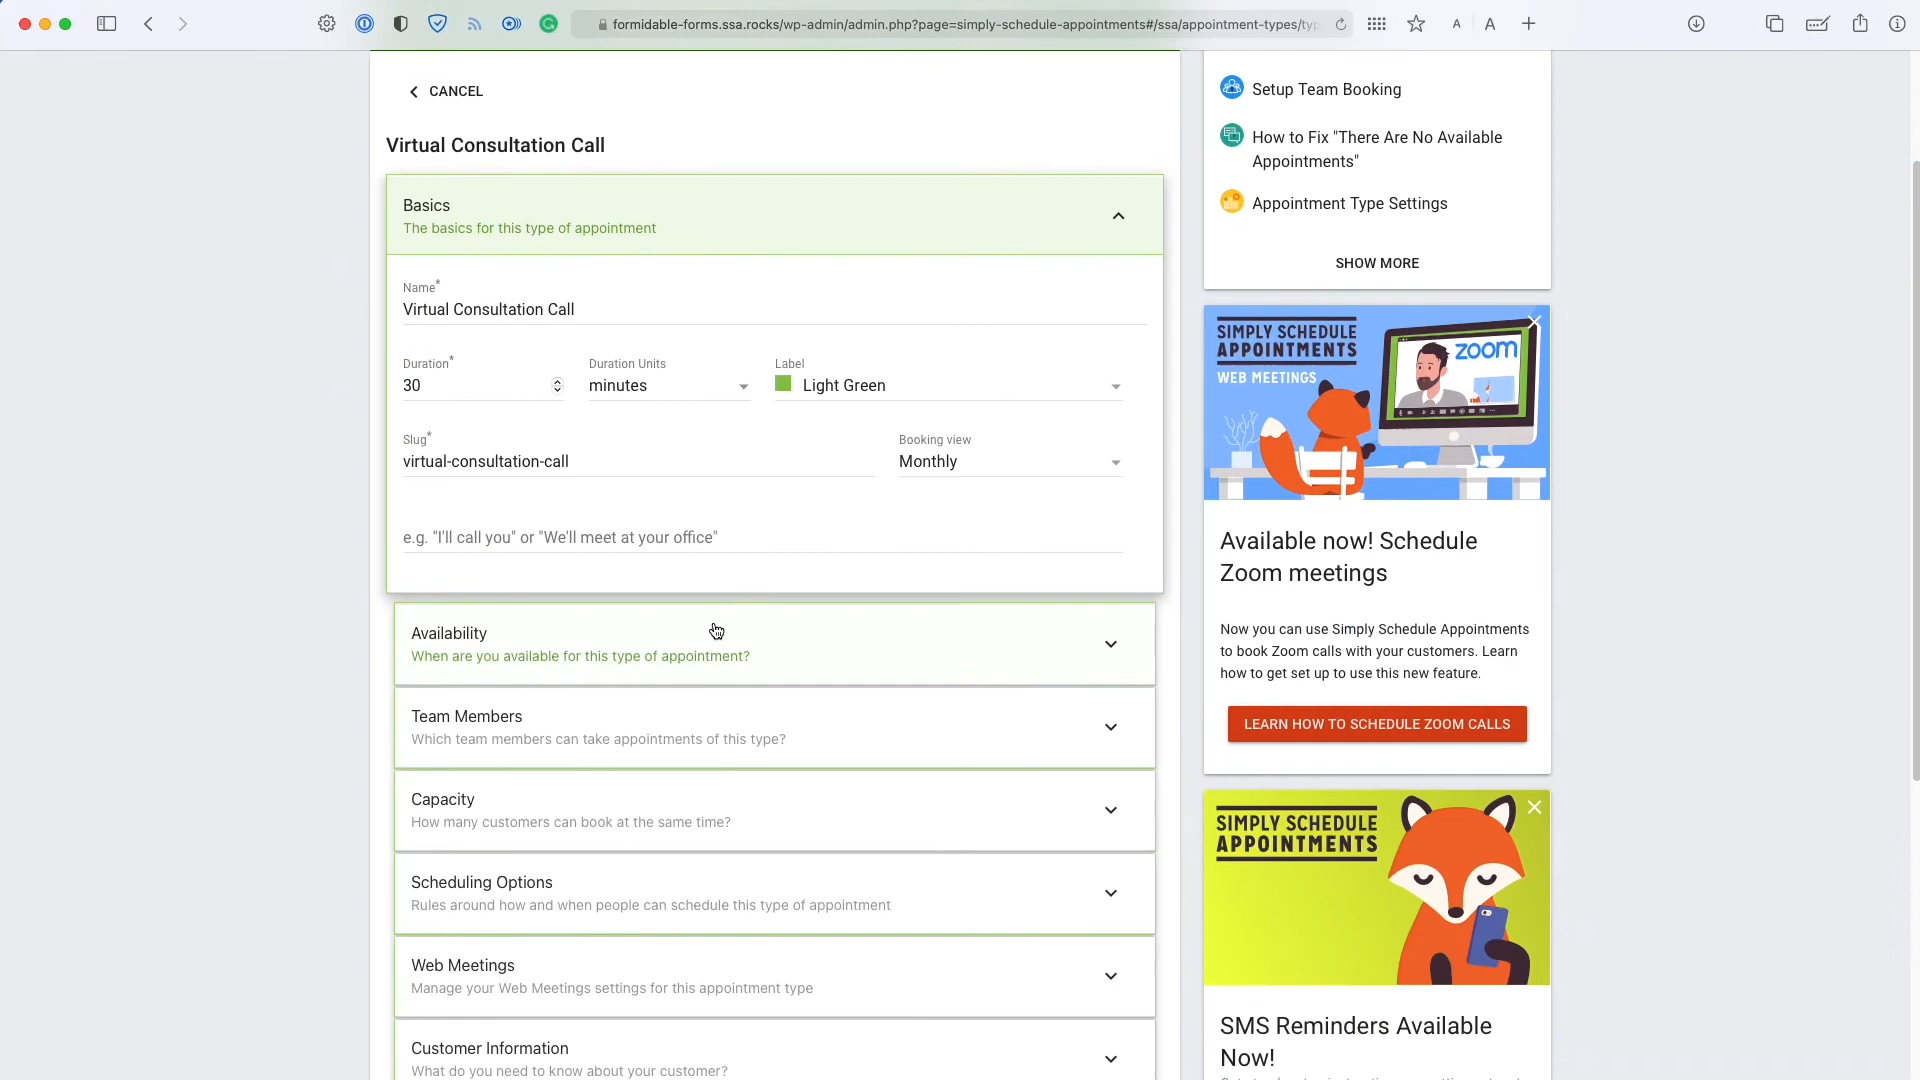 formidable-forms.ssa.rocks/wp-admin/admin.php?page=simply-schedule-appointments#/ssa/appointment-types/typ
A
A
CANCEL
Virtual Consultation Call
Basics
The basics for this type of appointment
Name*
Virtual Consultation Call
Duration*
30
Duration Units
minutes
Label
Light Green
Slug*
virtual-consultation-call
Booking view
Monthly
e.g. "I'll call you" or "We'll meet at your office"
Availability
When are you available for this type of appointment?
Team Members
Which team members can take appointments of this type?
Capacity
How many customers can book at the same time?
Scheduling Options
Rules around how and when people can schedule this type of appointment
Web Meetings
Manage your Web Meetings settings for this appointment type
Customer Information
What do you need to know about your customer?
Setup Team Booking
How to Fix "There Are No Available
Appointments"
Appointment Type Settings
SHOW MORE
SIMPLY SCHEDULE
APPOINTMENTS
WEB MEETINGS
zoom
Available now! Schedule
Zoom meetings
Now you can use Simply Schedule Appointments
to book Zoom calls with your customers. Learn
how to get set up to use this new feature.
LEARN HOW TO SCHEDULE ZOOM CALLS
SIMPLY SCHEDULE
APPOINTMENTS
SMS Reminders Available
Now!